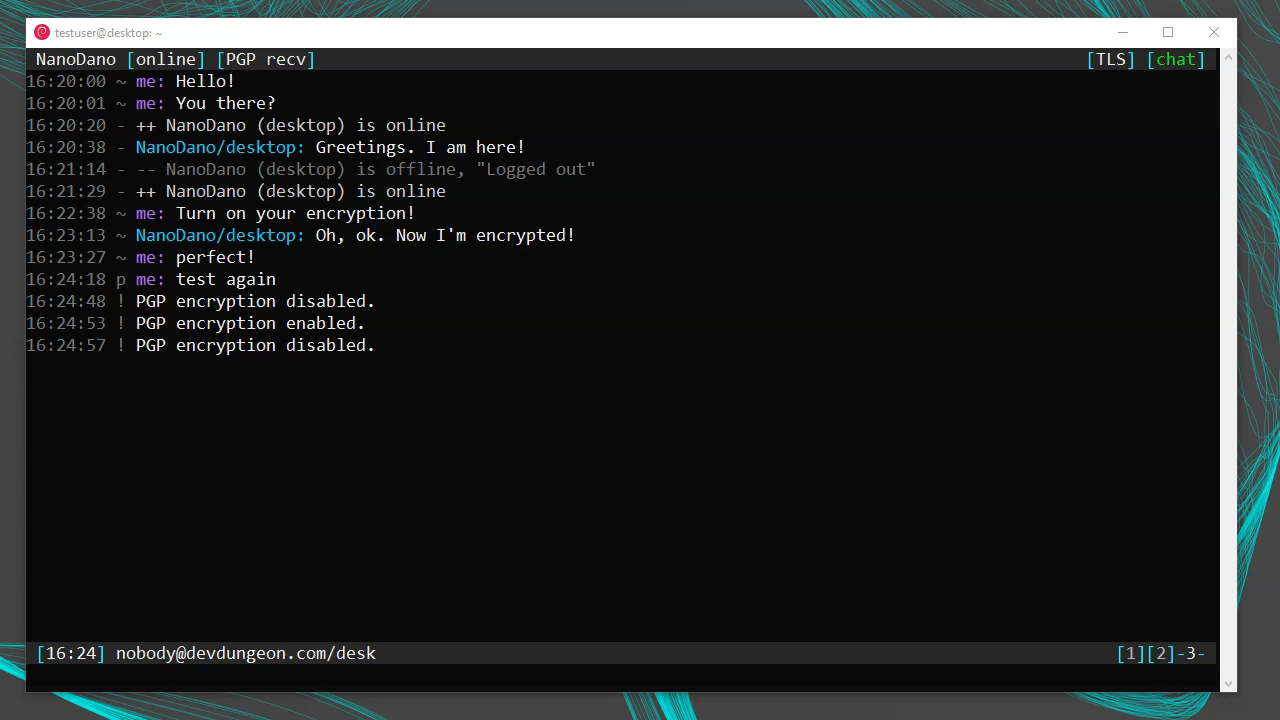 testuser@desktop: ~
NanoDano [online] [PGP recv] [TLS] [chat]
16:20:00 ~ me: Hello!
16:20:01 ~ me: You there?
16:20:20 - ++ NanoDano (desktop) is online
16:20:38 - NanoDano/desktop: Greetings. I am here!
16:21:14 - -- NanoDano (desktop) is offline, "Logged out"
16:21:29 - ++ NanoDano (desktop) is online
16:22:38 ~ me: Turn on your encryption!
16:23:13 ~ NanoDano/desktop: Oh, ok. Now I'm encrypted!
16:23:27 ~ me: perfect!
16:24:18 p me: test again
16:24:48 ! PGP encryption disabled.
16:24:53 ! PGP encryption enabled.
16:24:57 ! PGP encryption disabled.
[16:24] nobody@devdungeon.com/desk [1][2]-3-